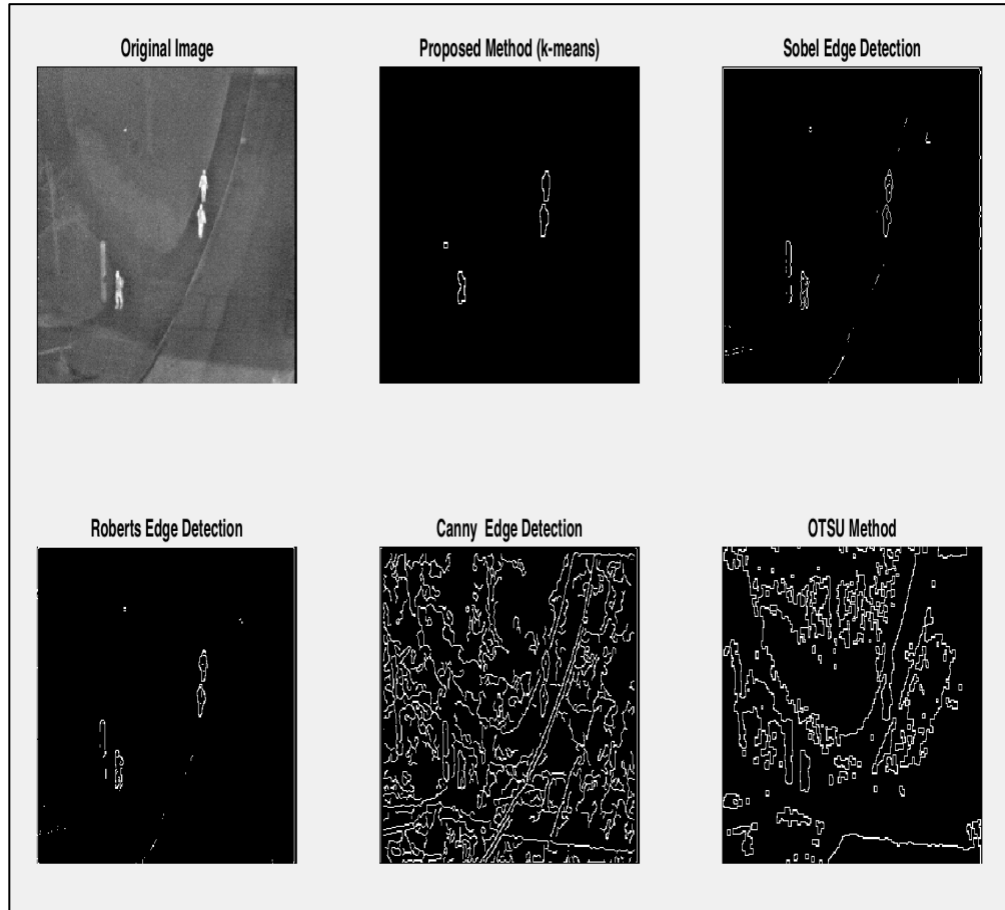 Original Image
Proposed Method (k-means)
Sobel Edge Detection
Roberts Edge Detection
Canny  Edge Detection
OTSU Method